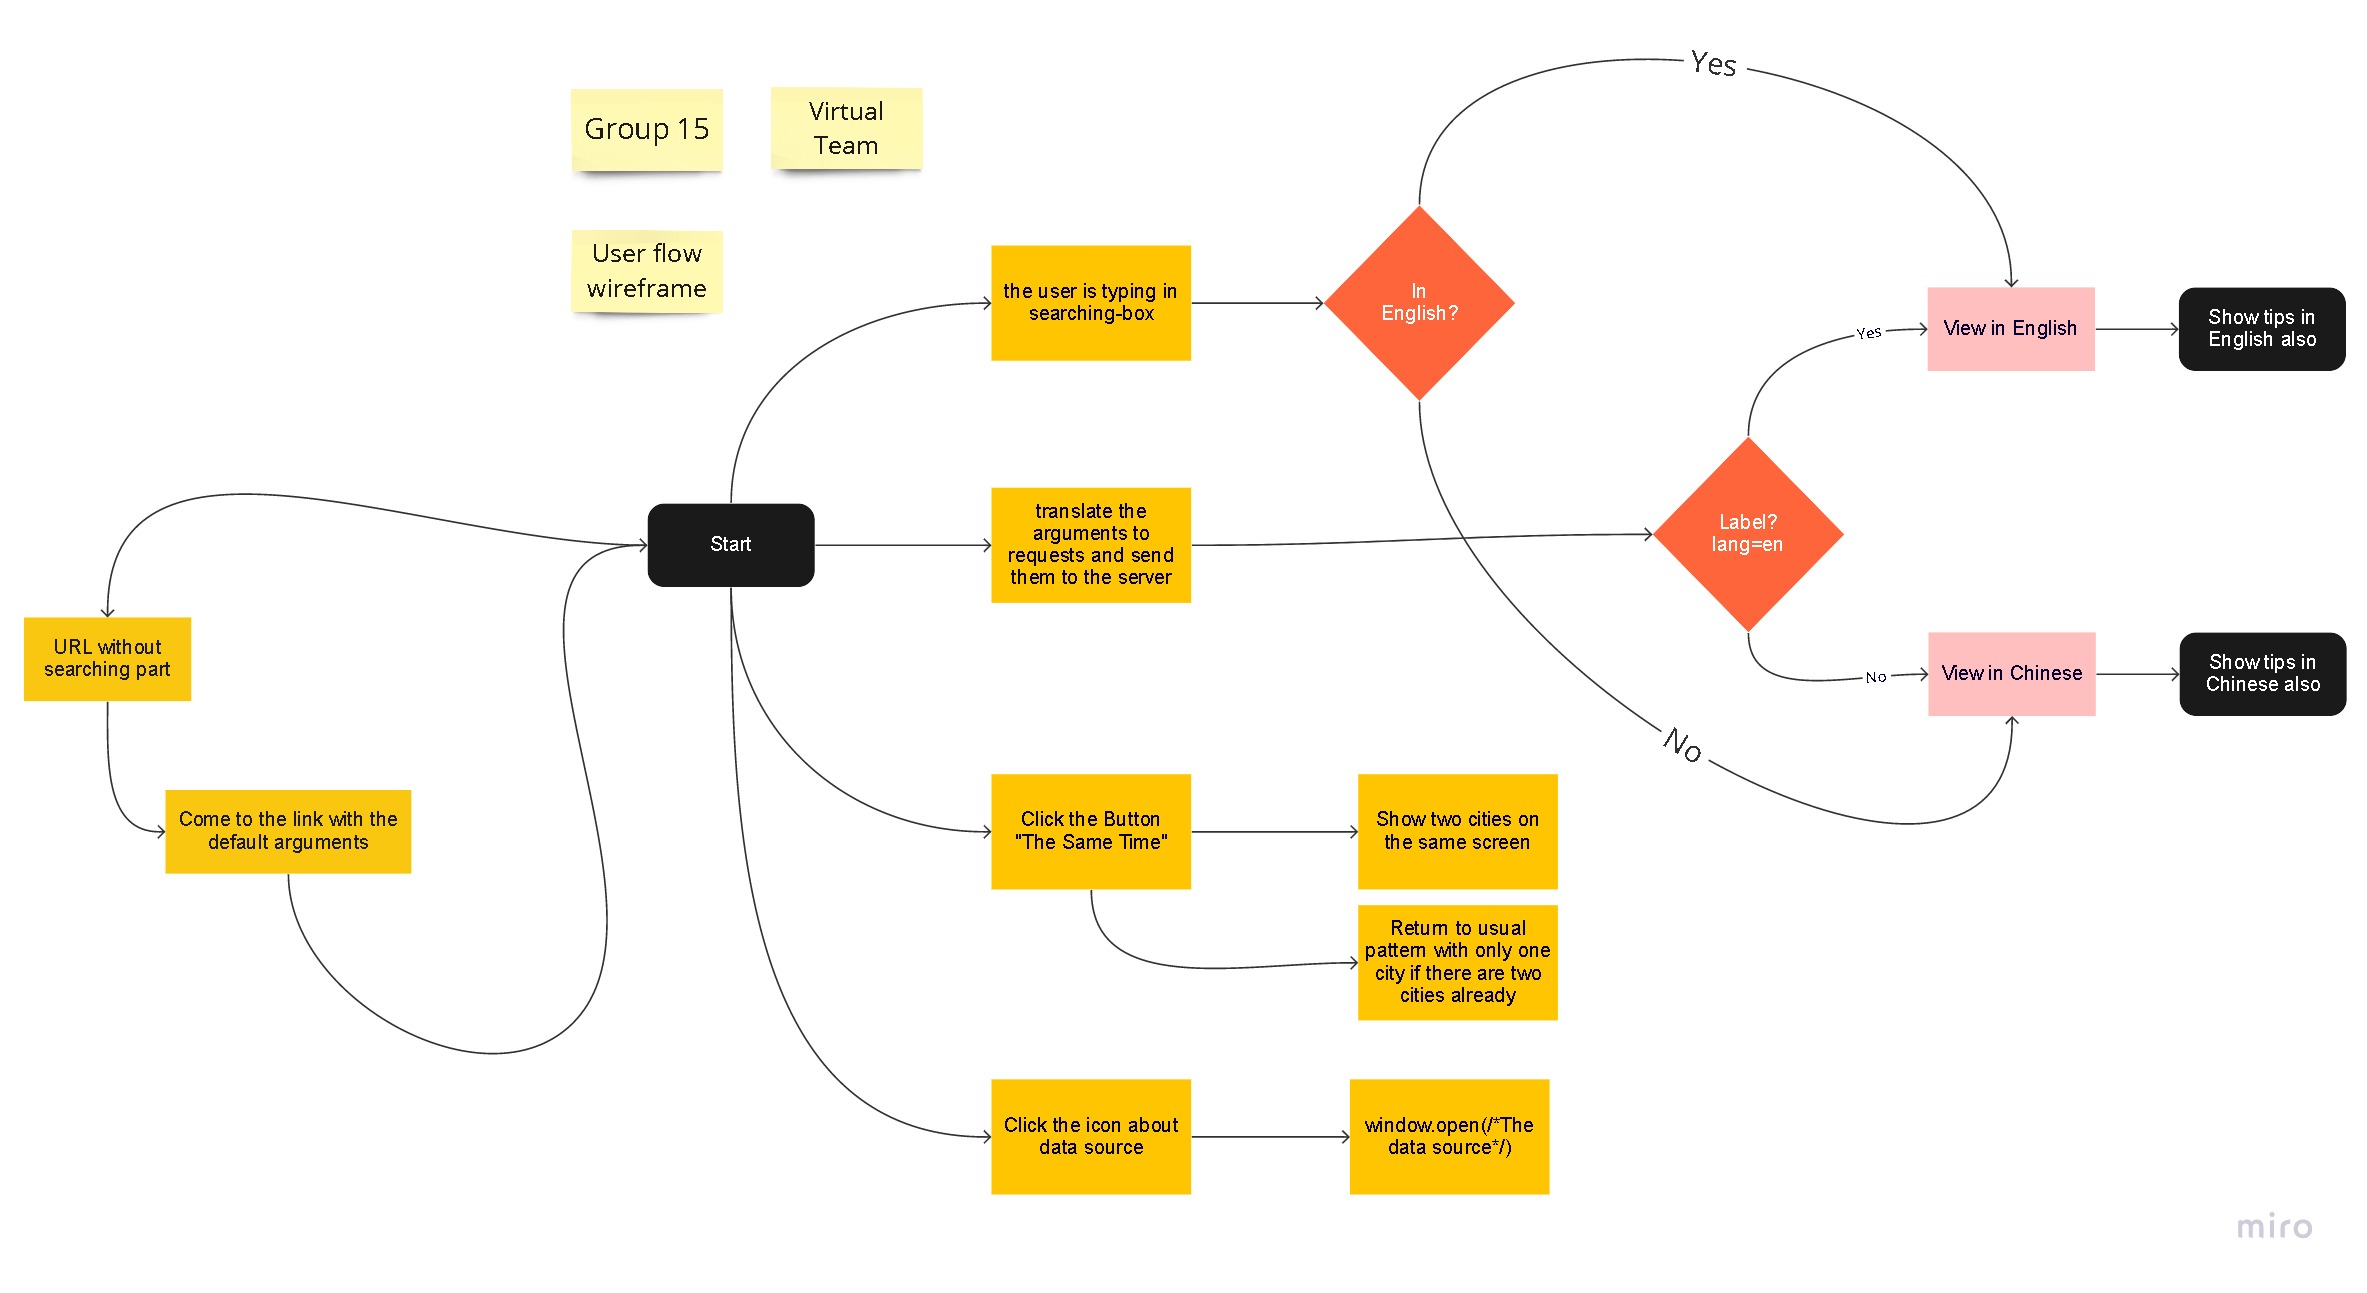 Group 15
Virtual
Team
User flow
wireframe
Yes
the user is typing in
searching-box
In
English?
View in English
Show tips in
English also
Yes
Start
translate the
arguments to
requests and send
them to the server
Label?
lang=en
URL without
searching part
No
View in Chinese
Show tips in
Chinese also
No
Come to the link with the
default arguments
Click the Button
"The Same Time"
Show two cities on
the same screen
Return to usual
pattern with only one
city if there are two
cities already
Click the icon about
data source
window.open(/*The
data source*/)
miro